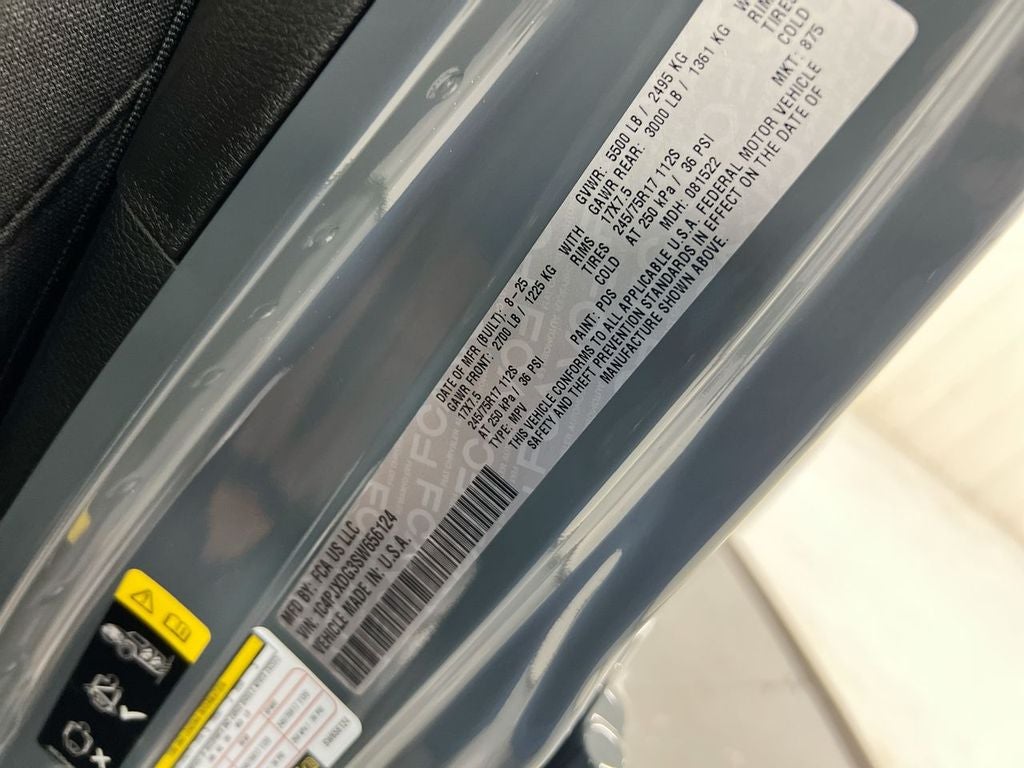 MFD BY: FCA US LLC
VIN: 1C4PJXDG3SW656124
VEHICLE MADE IN: U.S.A.
DATE OF MFR (BUILT): 8-25 GVWR: 5500 LB / 2495 KG
GAWR FRONT: 2700 LB / 1225 KG WITH GAWR REAR: 3000 LB / 1361 KG
17X7.5 RIMS 17X7.5 RIMS
245/75R17 112S TIRES 245/75R17 112S TIRES
AT 250 kPa / 36 PSI COLD AT 250 kPa / 36 PSI COLD
TYPE: MPV PAINT: PDS MDH: 081522 MKT: 875
THIS VEHICLE CONFORMS TO ALL APPLICABLE U.S.A. FEDERAL MOTOR VEHICLE
SAFETY AND THEFT PREVENTION STANDARDS IN EFFECT ON THE DATE OF
MANUFACTURE SHOWN ABOVE.